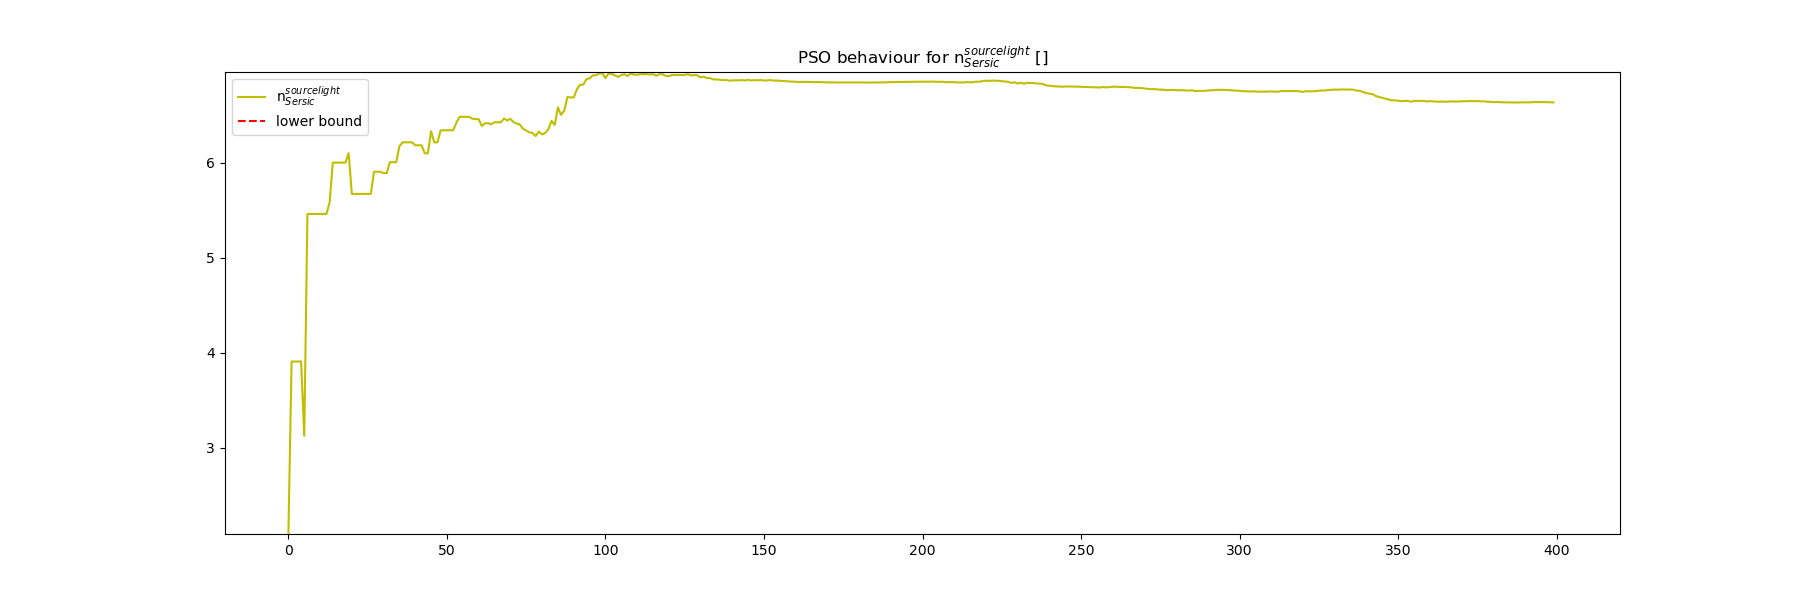 PSO behaviour for n$_{Sersic}^{sourcelight}$ []
n$_{Sersic}^{sourcelight}$
lower bound
6
5
4
3
0 50 100 150 200 250 300 350 400